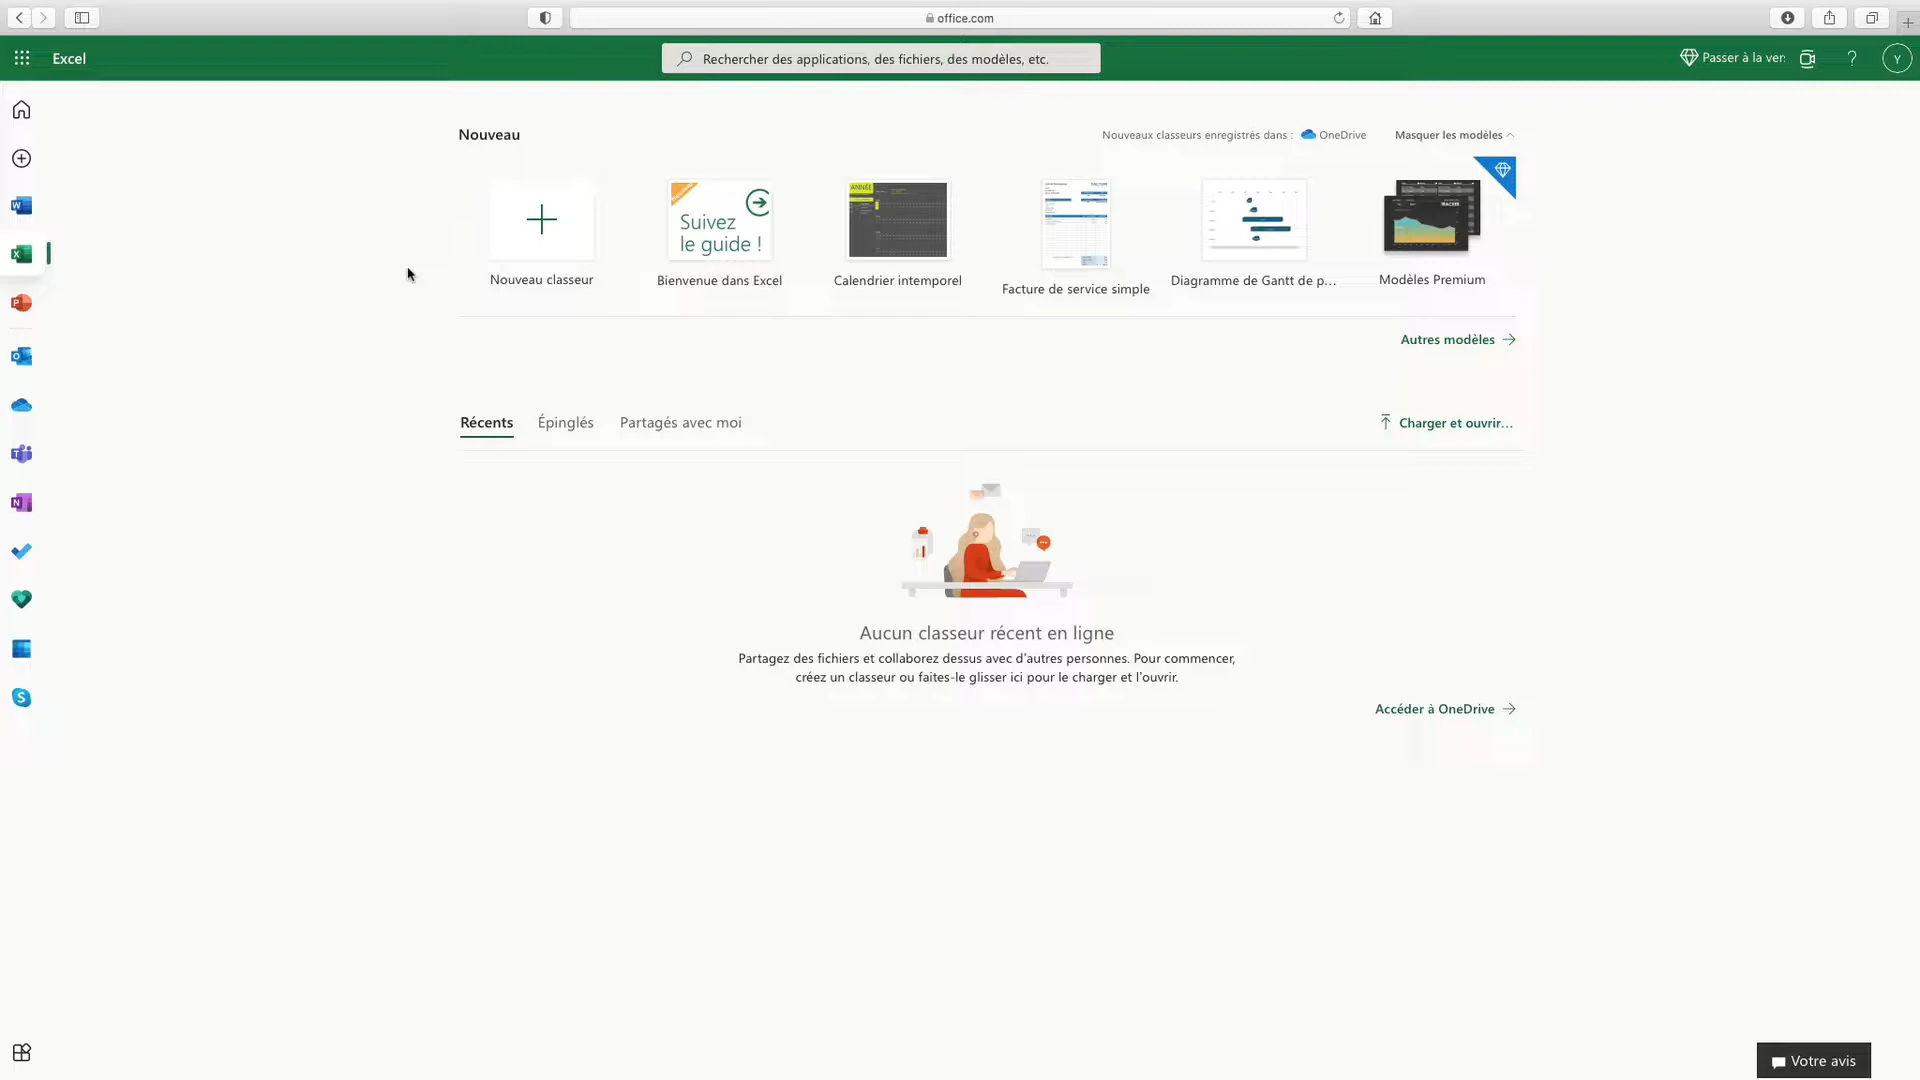 office.com
Excel
Rechercher des applications, des fichiers, des modèles, etc.
Passer à la ver
?
Y
Nouveau
Nouveaux classeurs enregistrés dans : OneDrive
Masquer les modèles
Suivez
le guide !
ANNÉE
FACTURE
TRACKER
Nouveau classeur
Bienvenue dans Excel
Calendrier intemporel
Facture de service simple
Diagramme de Gantt de p...
Modèles Premium
Autres modèles
Récents
Épinglés
Partagés avec moi
Charger et ouvrir...
Aucun classeur récent en ligne
Partagez des fichiers et collaborez dessus avec d'autres personnes. Pour commencer,
créez un classeur ou faites-le glisser ici pour le charger et l'ouvrir.
Accéder à OneDrive
Votre avis